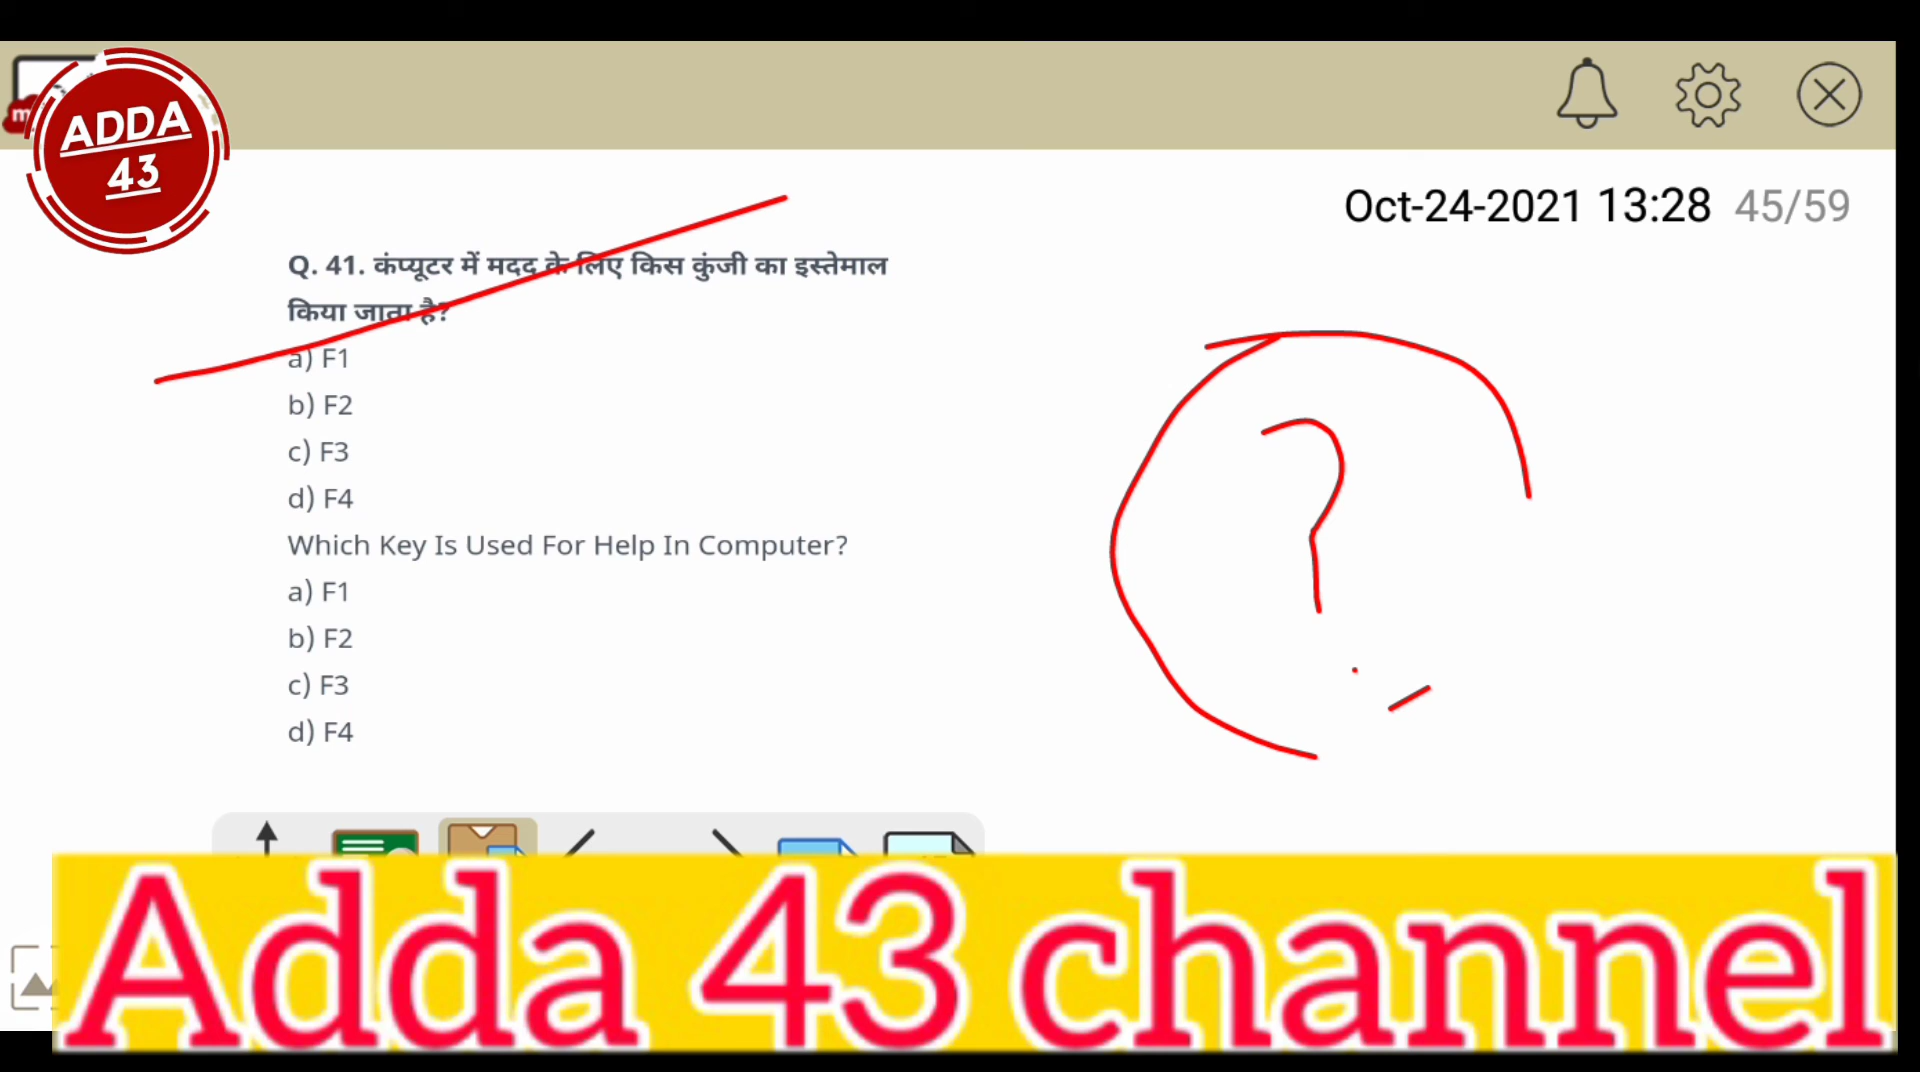 ADDA
43
Oct-24-2021 13:28 45/59
Q. 41. कंप्यूटर में मदद के लिए किस कुंजी का इस्तेमाल
किया जाता है?
a) F1
b) F2
c) F3
d) F4
Which Key Is Used For Help In Computer?
a) F1
b) F2
c) F3
d) F4
?
Adda 43 channel